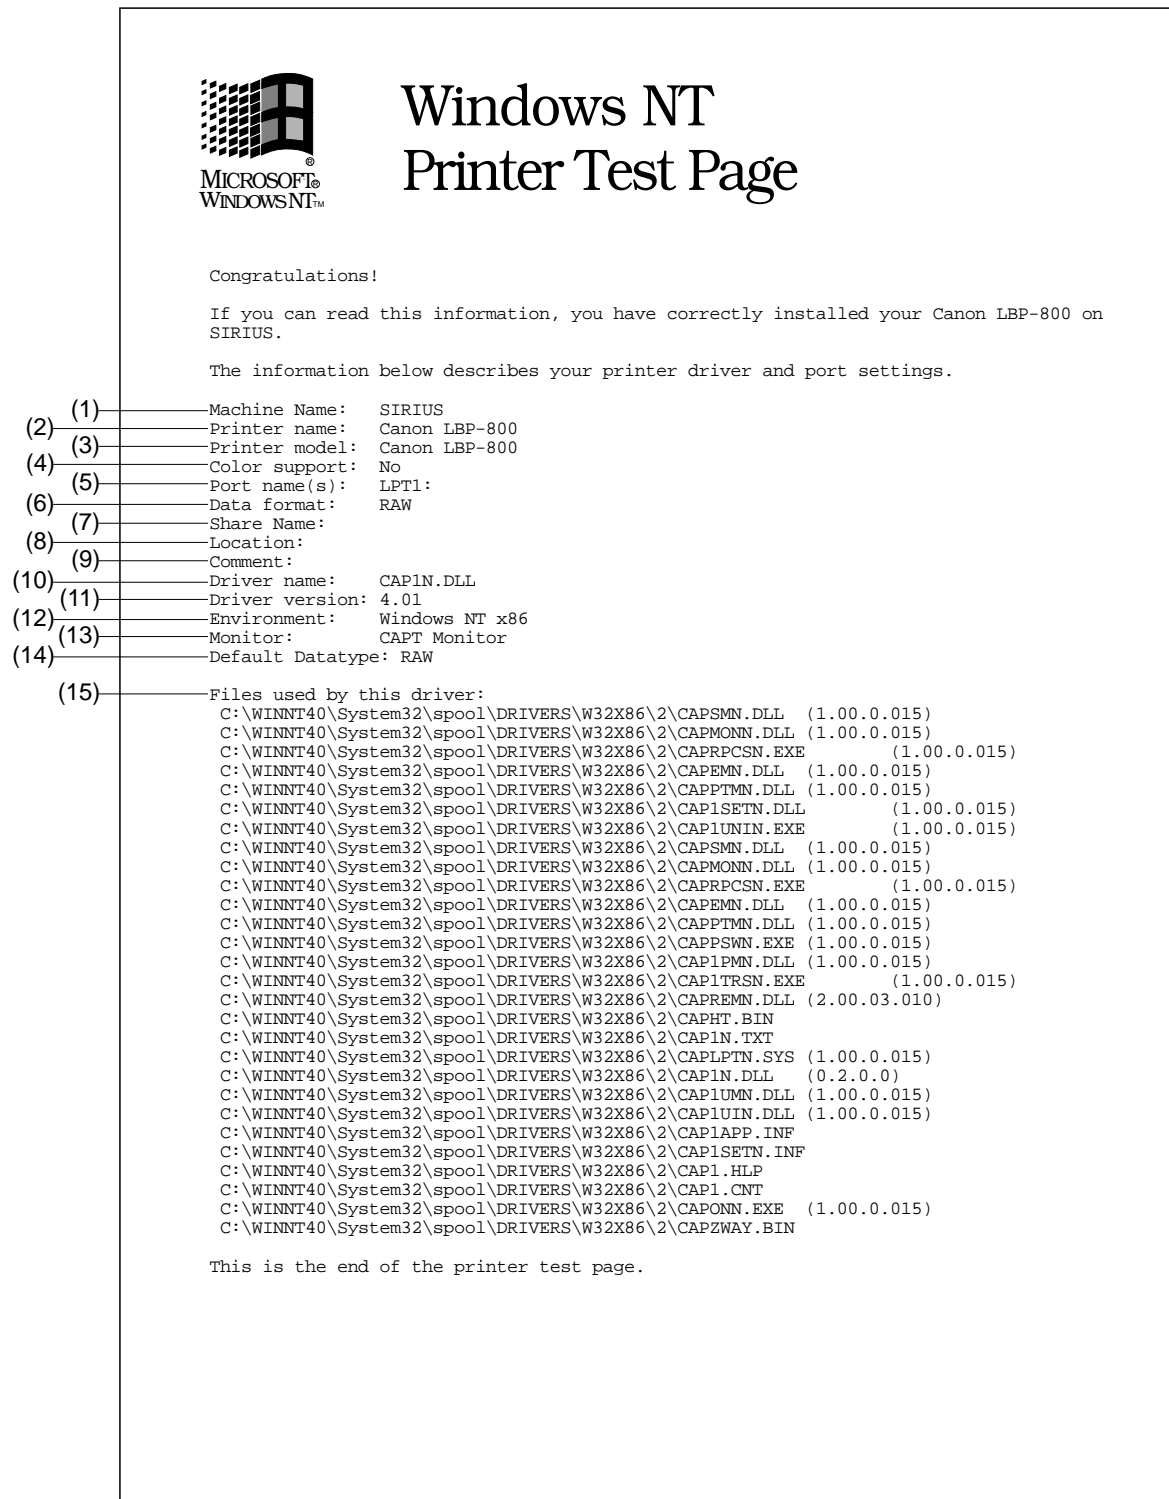 Windows NT
Printer Test Page
®
MICROSOFT®
WINDOWS NT™
Congratulations!
If you can read this information, you have correctly installed your Canon LBP-800 on
SIRIUS.
The information below describes your printer driver and port settings.
(1) Machine Name: SIRIUS
(2) Printer name: Canon LBP-800
(3) Printer model: Canon LBP-800
(4) Color support: No
(5) Port name(s): LPT1:
(6) Data format: RAW
(7) Share Name:
(8) Location:
(9) Comment:
(10) Driver name: CAP1N.DLL
(11) Driver version: 4.01
(12) Environment: Windows NT x86
(13) Monitor: CAPT Monitor
(14) Default Datatype: RAW
(15) Files used by this driver:
C:\WINNT40\System32\spool\DRIVERS\W32X86\2\CAPSMN.DLL (1.00.0.015)
C:\WINNT40\System32\spool\DRIVERS\W32X86\2\CAPMONN.DLL (1.00.0.015)
C:\WINNT40\System32\spool\DRIVERS\W32X86\2\CAPRPCSN.EXE (1.00.0.015)
C:\WINNT40\System32\spool\DRIVERS\W32X86\2\CAPEMN.DLL (1.00.0.015)
C:\WINNT40\System32\spool\DRIVERS\W32X86\2\CAPPTMN.DLL (1.00.0.015)
C:\WINNT40\System32\spool\DRIVERS\W32X86\2\CAP1SETN.DLL (1.00.0.015)
C:\WINNT40\System32\spool\DRIVERS\W32X86\2\CAP1UNIN.EXE (1.00.0.015)
C:\WINNT40\System32\spool\DRIVERS\W32X86\2\CAPSMN.DLL (1.00.0.015)
C:\WINNT40\System32\spool\DRIVERS\W32X86\2\CAPMONN.DLL (1.00.0.015)
C:\WINNT40\System32\spool\DRIVERS\W32X86\2\CAPRPCSN.EXE (1.00.0.015)
C:\WINNT40\System32\spool\DRIVERS\W32X86\2\CAPEMN.DLL (1.00.0.015)
C:\WINNT40\System32\spool\DRIVERS\W32X86\2\CAPPTMN.DLL (1.00.0.015)
C:\WINNT40\System32\spool\DRIVERS\W32X86\2\CAPPSWN.EXE (1.00.0.015)
C:\WINNT40\System32\spool\DRIVERS\W32X86\2\CAP1PMN.DLL (1.00.0.015)
C:\WINNT40\System32\spool\DRIVERS\W32X86\2\CAP1TRSN.EXE (1.00.0.015)
C:\WINNT40\System32\spool\DRIVERS\W32X86\2\CAPREMN.DLL (2.00.03.010)
C:\WINNT40\System32\spool\DRIVERS\W32X86\2\CAPHT.BIN
C:\WINNT40\System32\spool\DRIVERS\W32X86\2\CAP1N.TXT
C:\WINNT40\System32\spool\DRIVERS\W32X86\2\CAPLPTN.SYS (1.00.0.015)
C:\WINNT40\System32\spool\DRIVERS\W32X86\2\CAP1N.DLL (0.2.0.0)
C:\WINNT40\System32\spool\DRIVERS\W32X86\2\CAP1UMN.DLL (1.00.0.015)
C:\WINNT40\System32\spool\DRIVERS\W32X86\2\CAP1UIN.DLL (1.00.0.015)
C:\WINNT40\System32\spool\DRIVERS\W32X86\2\CAP1APP.INF
C:\WINNT40\System32\spool\DRIVERS\W32X86\2\CAP1SETN.INF
C:\WINNT40\System32\spool\DRIVERS\W32X86\2\CAP1.HLP
C:\WINNT40\System32\spool\DRIVERS\W32X86\2\CAP1.CNT
C:\WINNT40\System32\spool\DRIVERS\W32X86\2\CAPONN.EXE (1.00.0.015)
C:\WINNT40\System32\spool\DRIVERS\W32X86\2\CAPZWAY.BIN
This is the end of the printer test page.